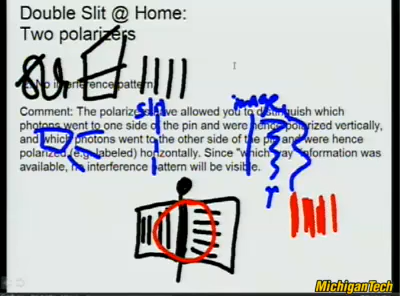 Double Slit @ Home:
Two polarizers
No interference pattern
Comment: The polarizers have allowed you to distinguish which
photons went to one side of the pin and were hence polarized vertically,
and which photons went to the other side of the pin and were hence
polarized (e.g. labeled) horizontally. Since "which way" information was
available, no interference pattern will be visible.
slit
image
MichiganTech